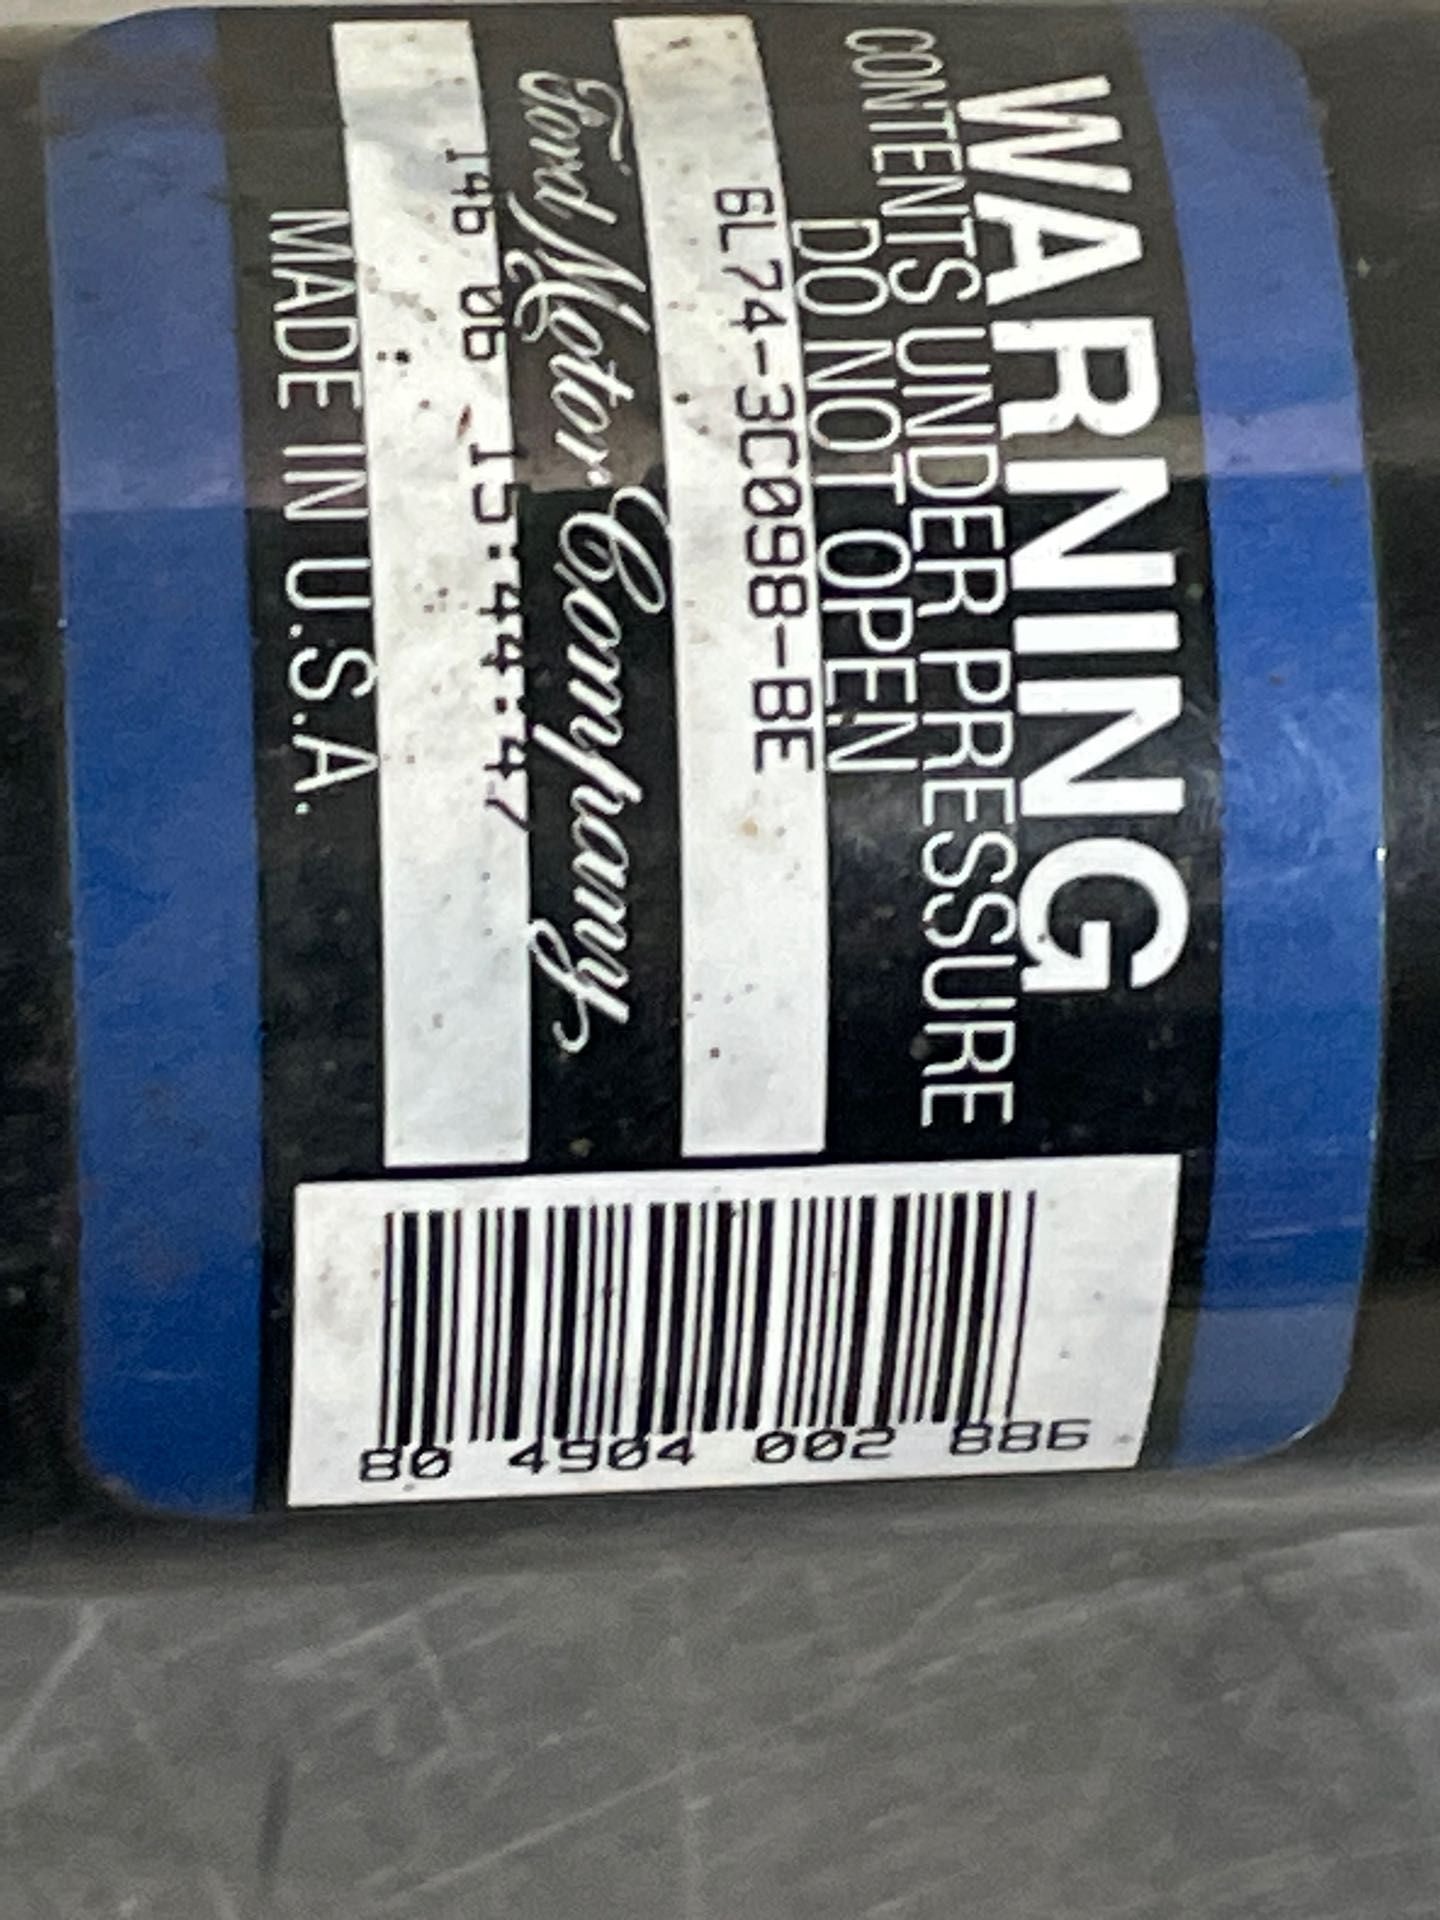 WARNING
CONTENTS UNDER PRESSURE
DO NOT OPEN
6L74-3C098-BE
Ford Motor Company
146 06 15:44:47
MADE IN U.S.A.
80 4904 002 886